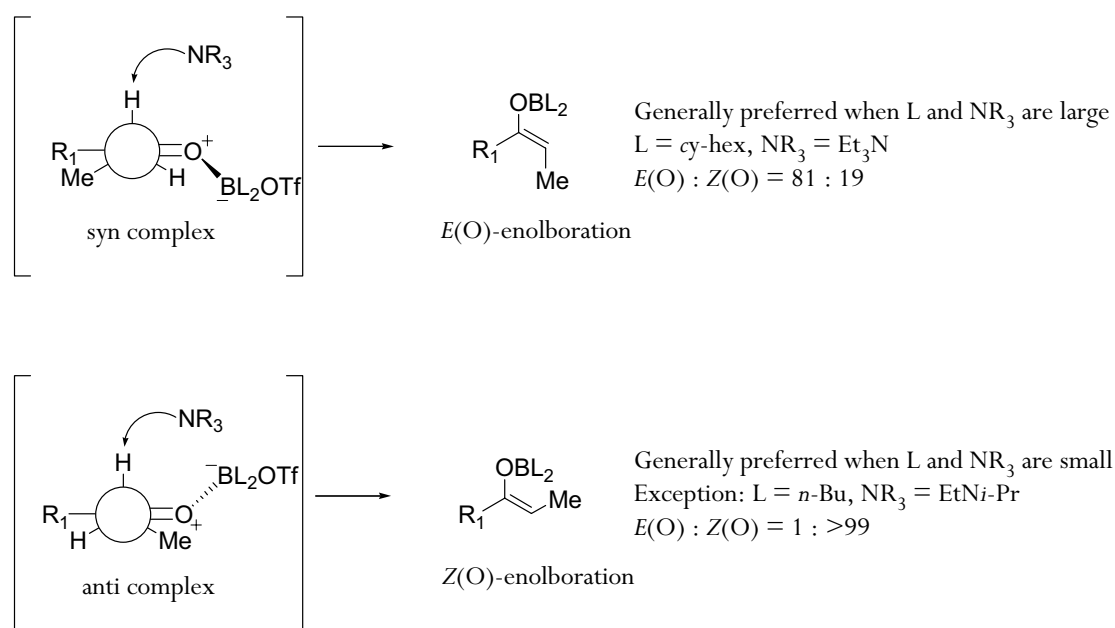 NR3
H
R1
Me
O+
H
−BL2OTf
syn complex
OBL2
R1
Me
E(O)-enolboration
Generally preferred when L and NR3 are large
L = cy-hex, NR3 = Et3N
E(O) : Z(O) = 81 : 19
NR3
H
−BL2OTf
R1
O+
H
Me
anti complex
OBL2
Me
R1
Z(O)-enolboration
Generally preferred when L and NR3 are small
Exception: L = n-Bu, NR3 = EtNi-Pr
E(O) : Z(O) = 1 : >99